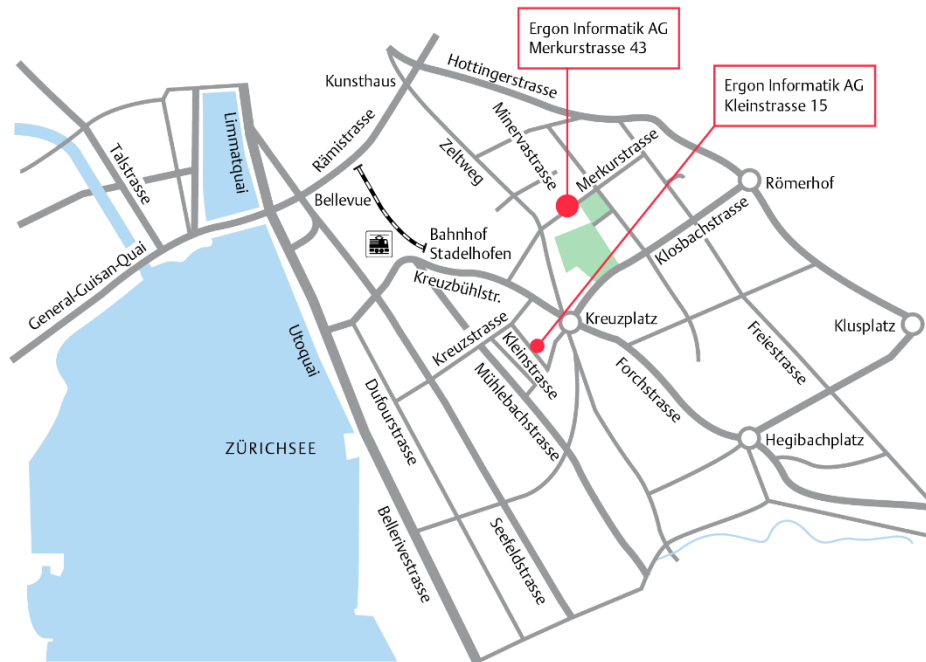 Ergon Informatik AG
Merkurstrasse 43
Ergon Informatik AG
Kleinstrasse 15
Kunsthaus
Hottingerstrasse
Limmatquai
Talstrasse
Rämistrasse
Zeltweg
Minervastrasse
Merkurstrasse
Römerhof
Bellevue
Bahnhof
Stadelhofen
Klosbachstrasse
General-Guisan-Quai
Kreuzbühlstr.
Kreuzplatz
Klusplatz
Utoquai
Kreuzstrasse
Kleinstrasse
Freiestrasse
Forchstrasse
Dufourstrasse
Mühlebachstrasse
ZÜRICHSEE
Hegibachplatz
Bellerivestrasse
Seefeldstrasse